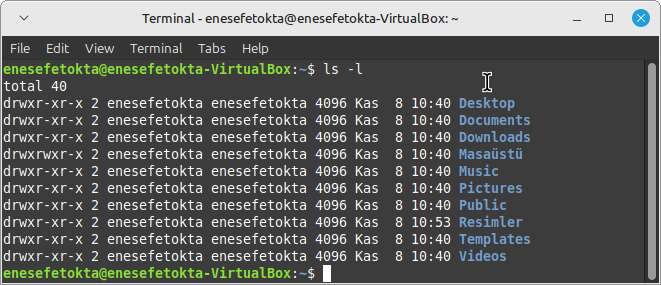 Terminal - enesefetokta@enesefetokta-VirtualBox: ~
File Edit View Terminal Tabs Help
enesefetokta@enesefetokta-VirtualBox:~$ ls -l
total 40
drwxr-xr-x 2 enesefetokta enesefetokta 4096 Kas  8 10:40 Desktop
drwxr-xr-x 2 enesefetokta enesefetokta 4096 Kas  8 10:40 Documents
drwxr-xr-x 2 enesefetokta enesefetokta 4096 Kas  8 10:40 Downloads
drwxrwxr-x 2 enesefetokta enesefetokta 4096 Kas  8 10:40 Masaüstü
drwxr-xr-x 2 enesefetokta enesefetokta 4096 Kas  8 10:40 Music
drwxr-xr-x 2 enesefetokta enesefetokta 4096 Kas  8 10:40 Pictures
drwxr-xr-x 2 enesefetokta enesefetokta 4096 Kas  8 10:40 Public
drwxr-xr-x 2 enesefetokta enesefetokta 4096 Kas  8 10:53 Resimler
drwxr-xr-x 2 enesefetokta enesefetokta 4096 Kas  8 10:40 Templates
drwxr-xr-x 2 enesefetokta enesefetokta 4096 Kas  8 10:40 Videos
enesefetokta@enesefetokta-VirtualBox:~$